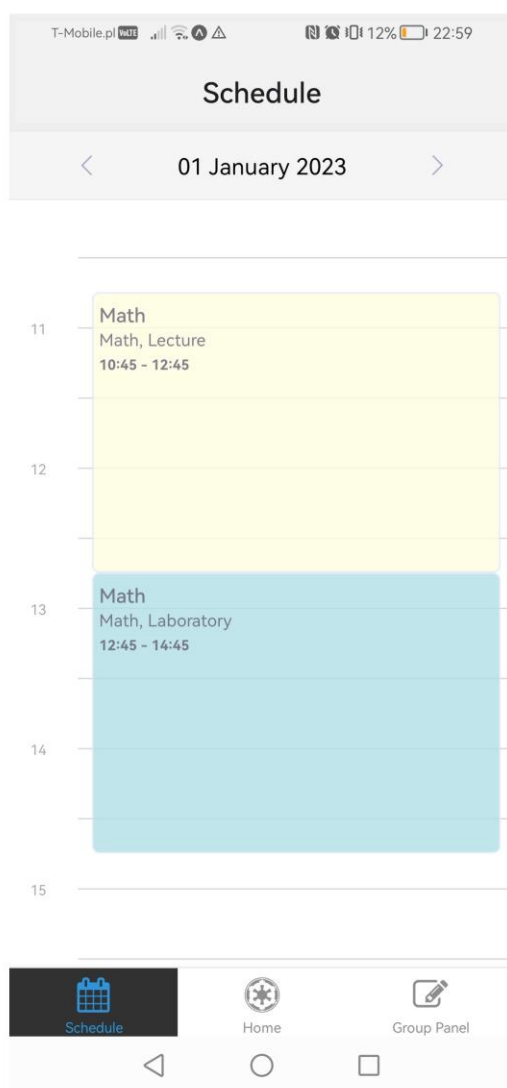 T-Mobile.pl VoLTE 12% 22:59
Schedule
01 January 2023
11
Math
Math, Lecture
10:45 - 12:45
12
Math
13
Math, Laboratory
12:45 - 14:45
14
15
Schedule Home Group Panel